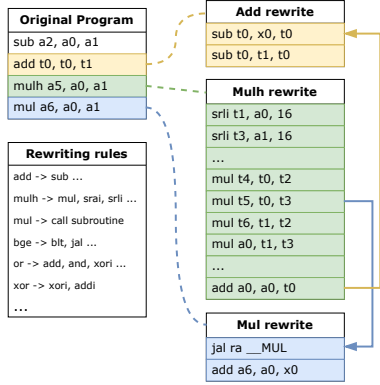 Original Program
sub a2, a0, a1
add t0, t0, t1
mulh a5, a0, a1
mul a6, a0, a1
Rewriting rules
add -> sub ...
mulh -> mul, srai, srli ...
mul -> call subroutine
bge -> blt, jal ...
or -> add, and, xori ...
xor -> xori, addi
...
Add rewrite
sub t0, x0, t0
sub t0, t1, t0
Mulh rewrite
srli t1, a0, 16
srli t3, a1, 16
...
mul t4, t0, t2
mul t5, t0, t3
mul t6, t1, t2
mul a0, t1, t3
...
add a0, a0, t0
Mul rewrite
jal ra __MUL
add a6, a0, x0